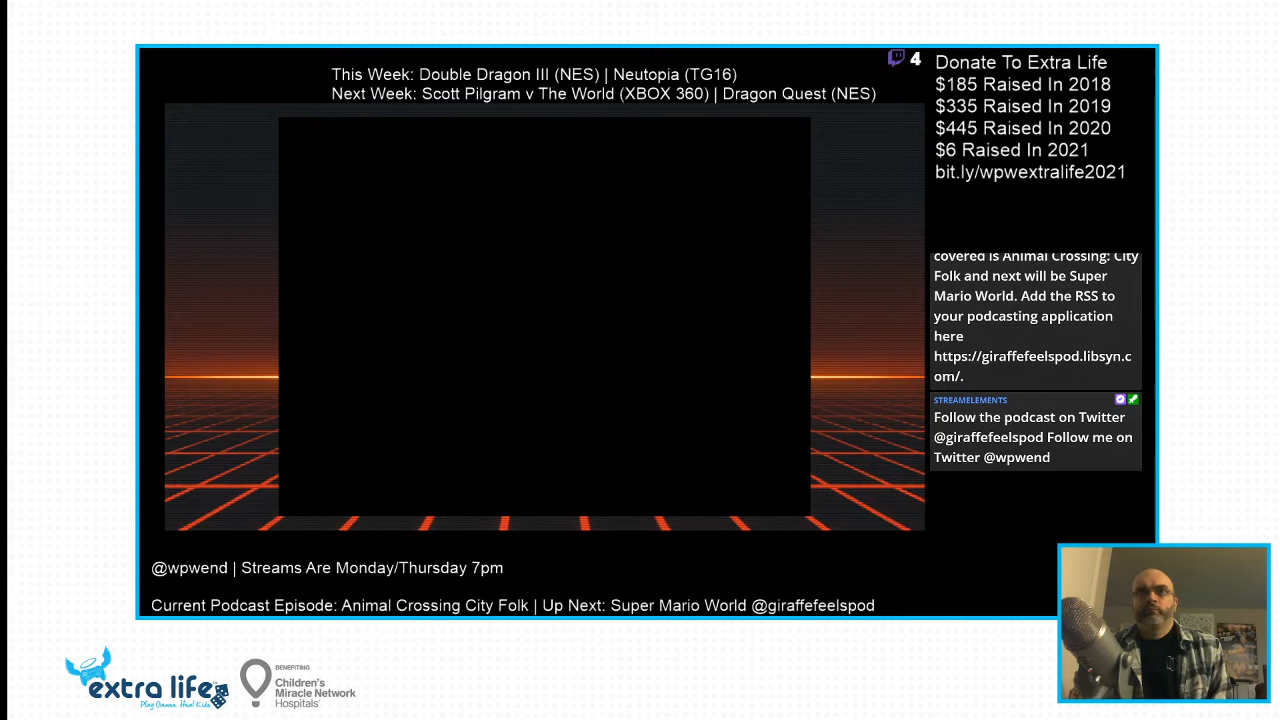 This Week: Double Dragon III (NES) | Neutopia (TG16)
Next Week: Scott Pilgram v The World (XBOX 360) | Dragon Quest (NES)
4
Donate To Extra Life
$185 Raised In 2018
$335 Raised In 2019
$445 Raised In 2020
$6 Raised In 2021
bit.ly/wpwextralife2021
covered is Animal Crossing: City
Folk and next will be Super
Mario World. Add the RSS to
your podcasting application
here
https://giraffefeelspod.libsyn.c
om/.
STREAMELEMENTS
Follow the podcast on Twitter
@giraffefeelspod Follow me on
Twitter @wpwend
@wpwend | Streams Are Monday/Thursday 7pm
Current Podcast Episode: Animal Crossing City Folk | Up Next: Super Mario World @giraffefeelspod
extra life
Play Games. Heal Kids.
BENEFITING
Children's
Miracle Network
Hospitals